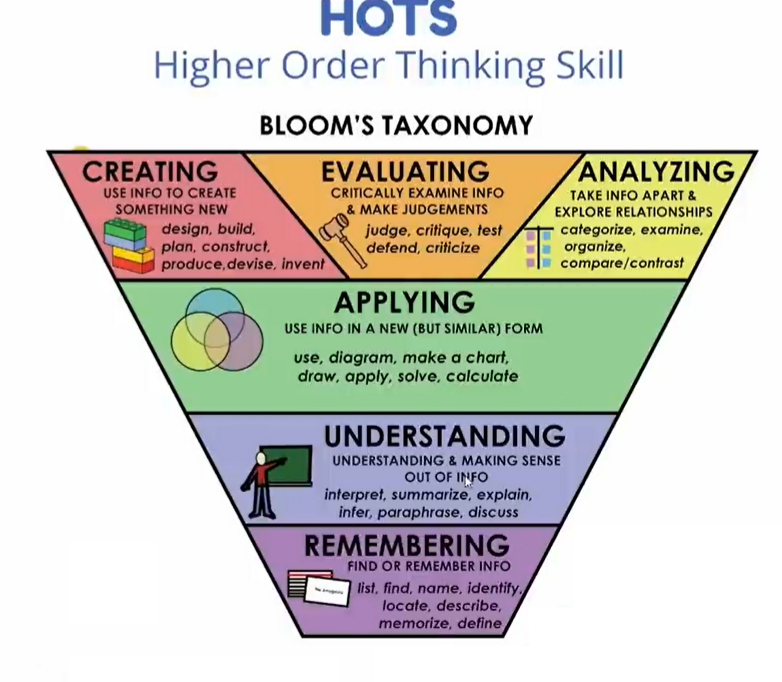 HOTS
Higher Order Thinking Skill
BLOOM'S TAXONOMY
CREATING
USE INFO TO CREATE
SOMETHING NEW
design, build,
plan, construct,
produce,devise, invent
EVALUATING
CRITICALLY EXAMINE INFO
& MAKE JUDGEMENTS
judge, critique, test
defend, criticize
ANALYZING
TAKE INFO APART &
EXPLORE RELATIONSHIPS
categorize, examine,
organize,
compare/contrast
APPLYING
USE INFO IN A NEW (BUT SIMILAR) FORM
use, diagram, make a chart,
draw, apply, solve, calculate
UNDERSTANDING
UNDERSTANDING & MAKING SENSE
OUT OF INFO
interpret, summarize, explain,
infer, paraphrase, discuss
REMEMBERING
FIND OR REMEMBER INFO
list, find, name, identify,
locate, describe,
memorize, define